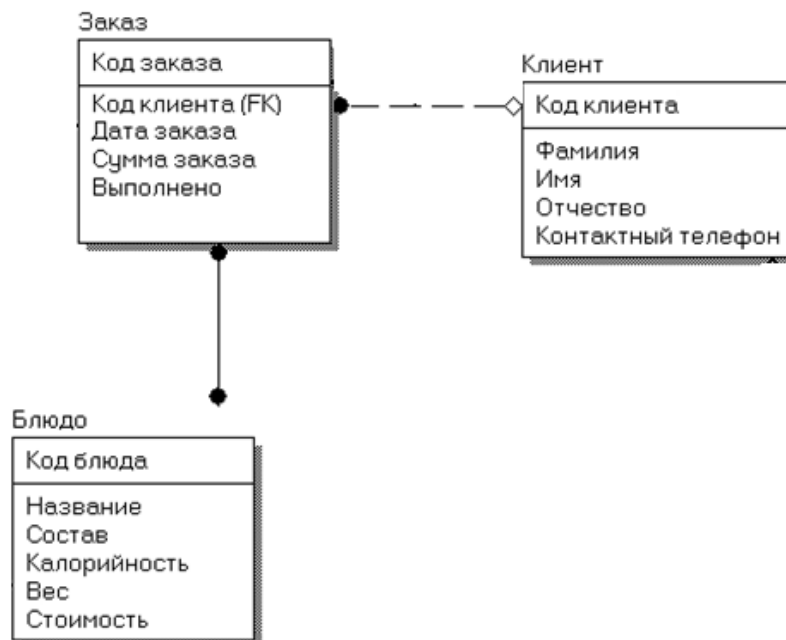 Заказ
Код заказа
Код клиента (FK)
Дата заказа
Сумма заказа
Выполнено
Клиент
Код клиента
Фамилия
Имя
Отчество
Контактный телефон
Блюдо
Код блюда
Название
Состав
Калорийность
Вес
Стоимость